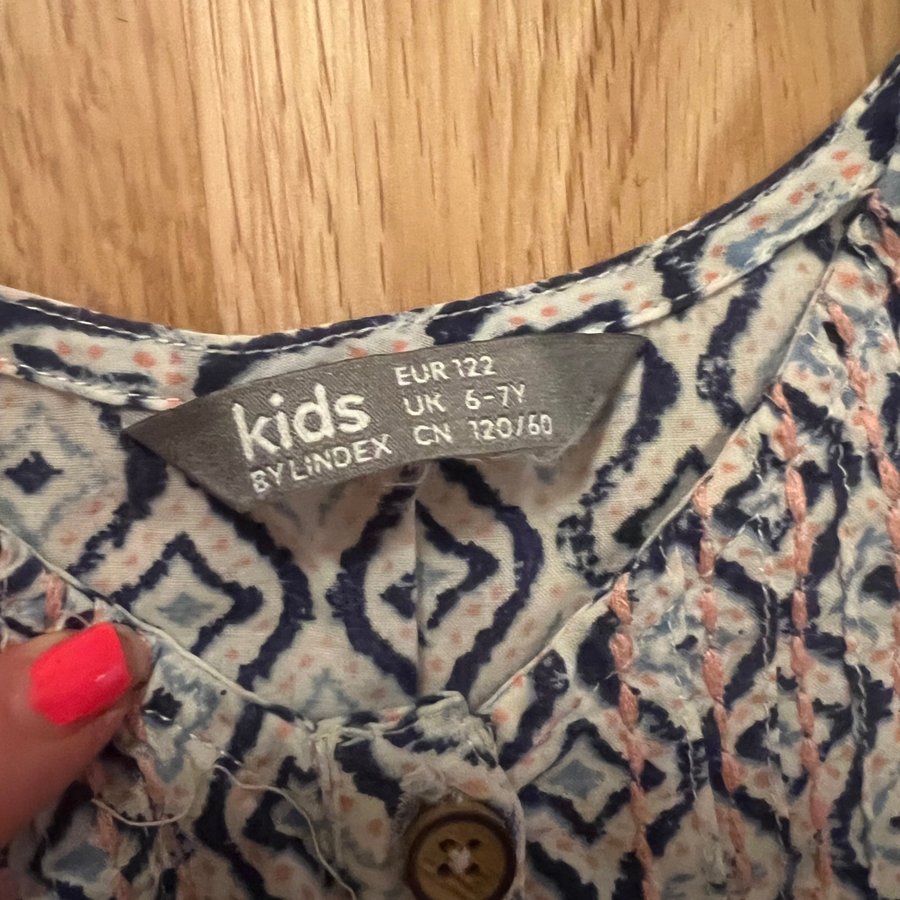 kids
BY LINDEX
EUR 122
UK 6-7Y
CN 120/60